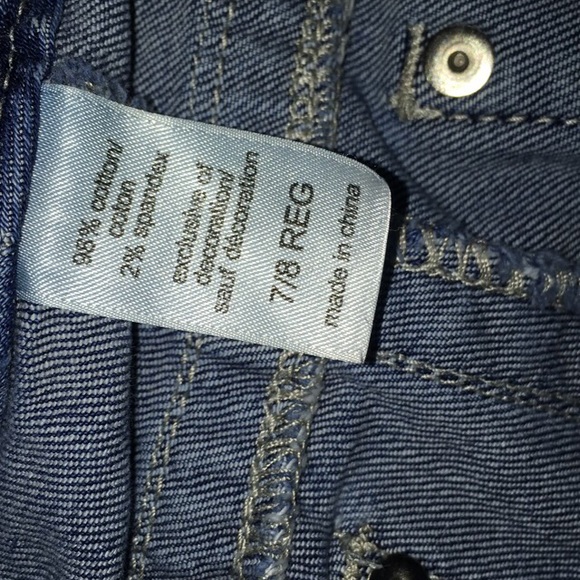 98% cotton/
coton
2% spandex
exclusive of
decoration/
sauf décoration
7/8 REG
made in china